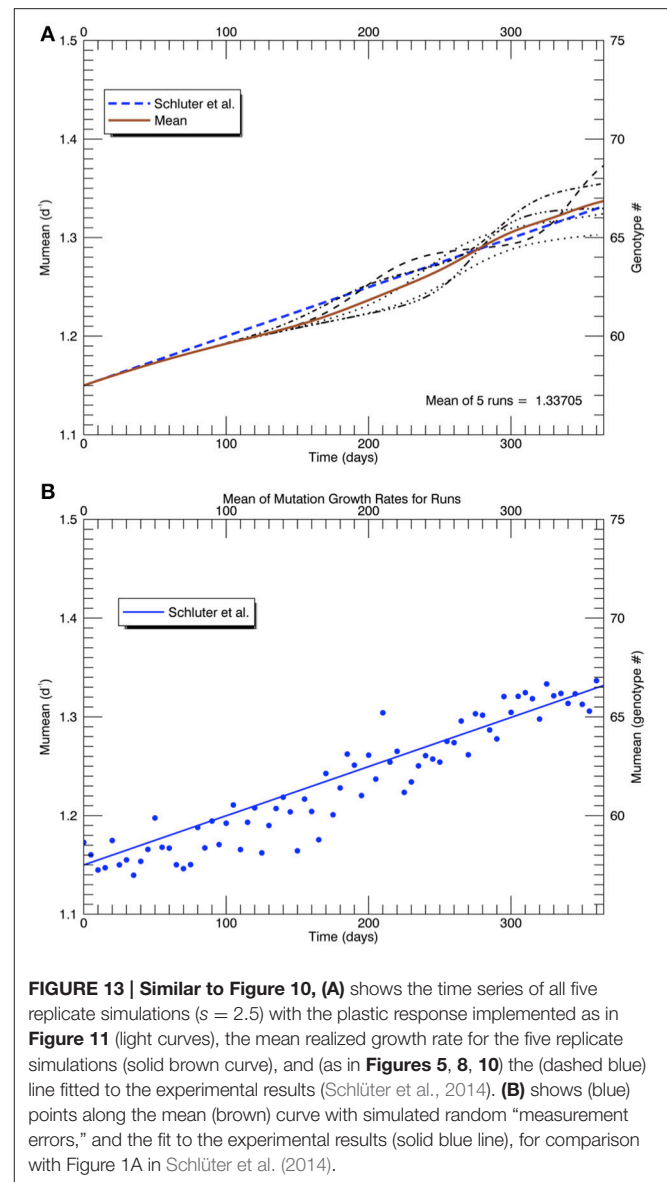 A
0 100 200 300
1.5 75
Schluter et al.
Mean
1.4 70
Mumean (d⁻¹)
Genotype #
1.3 65
1.2 60
Mean of 5 runs = 1.33705
1.1
0 100 200 300
Time (days)
B
Mean of Mutation Growth Rates for Runs
0 100 200 300
1.5 75
Schluter et al.
1.4 70
Mumean (d⁻¹)
Mumean (genotype #)
1.3 65
1.2 60
1.1
0 100 200 300
Time (days)
FIGURE 13 | Similar to Figure 10, (A) shows the time series of all five
replicate simulations (s = 2.5) with the plastic response implemented as in
Figure 11 (light curves), the mean realized growth rate for the five replicate
simulations (solid brown curve), and (as in Figures 5, 8, 10) the (dashed blue)
line fitted to the experimental results (Schlüter et al., 2014). (B) shows (blue)
points along the mean (brown) curve with simulated random “measurement
errors,” and the fit to the experimental results (solid blue line), for comparison
with Figure 1A in Schlüter et al. (2014).